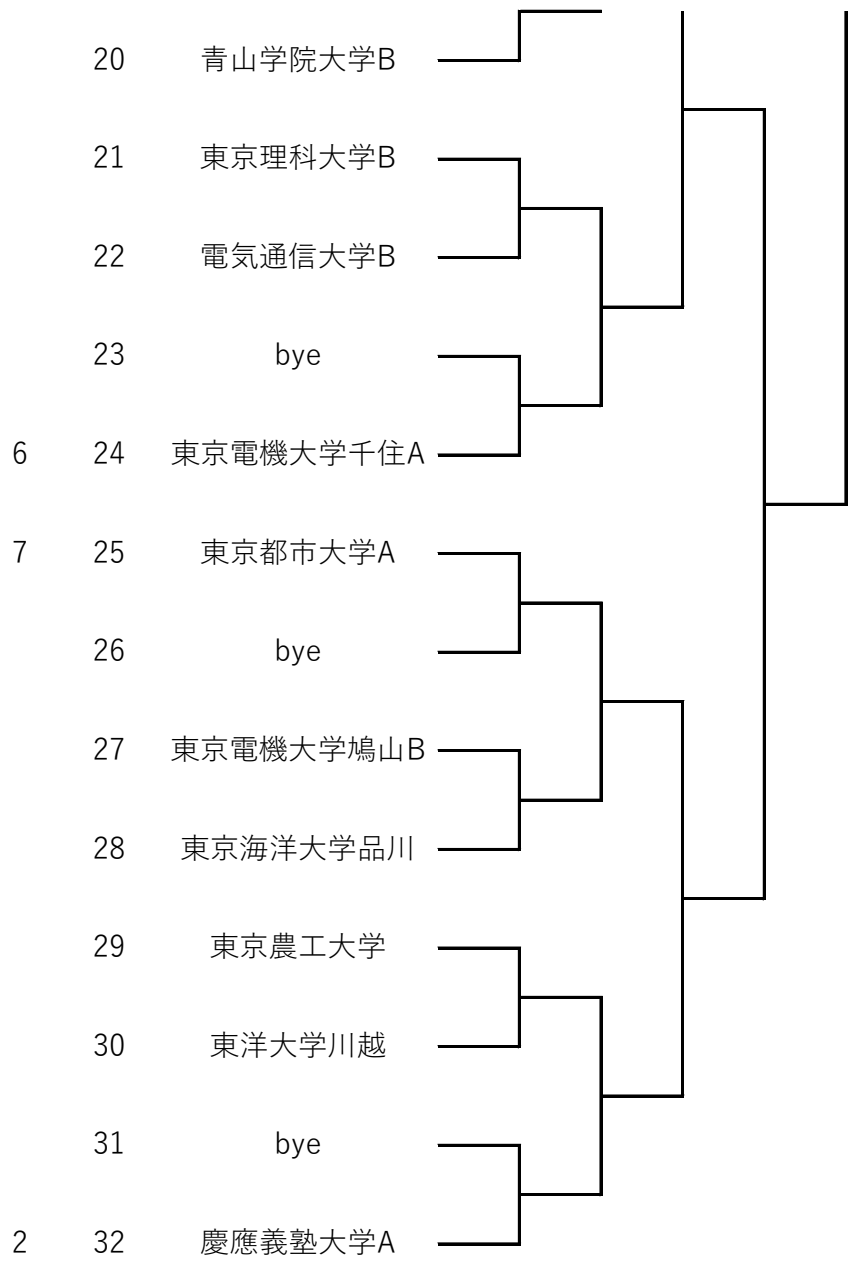 20 青山学院大学B
21 東京理科大学B
22 電気通信大学B
23 bye
6 24 東京電機大学千住A
7 25 東京都市大学A
26 bye
27 東京電機大学鳩山B
28 東京海洋大学品川
29 東京農工大学
30 東洋大学川越
31 bye
2 32 慶應義塾大学A